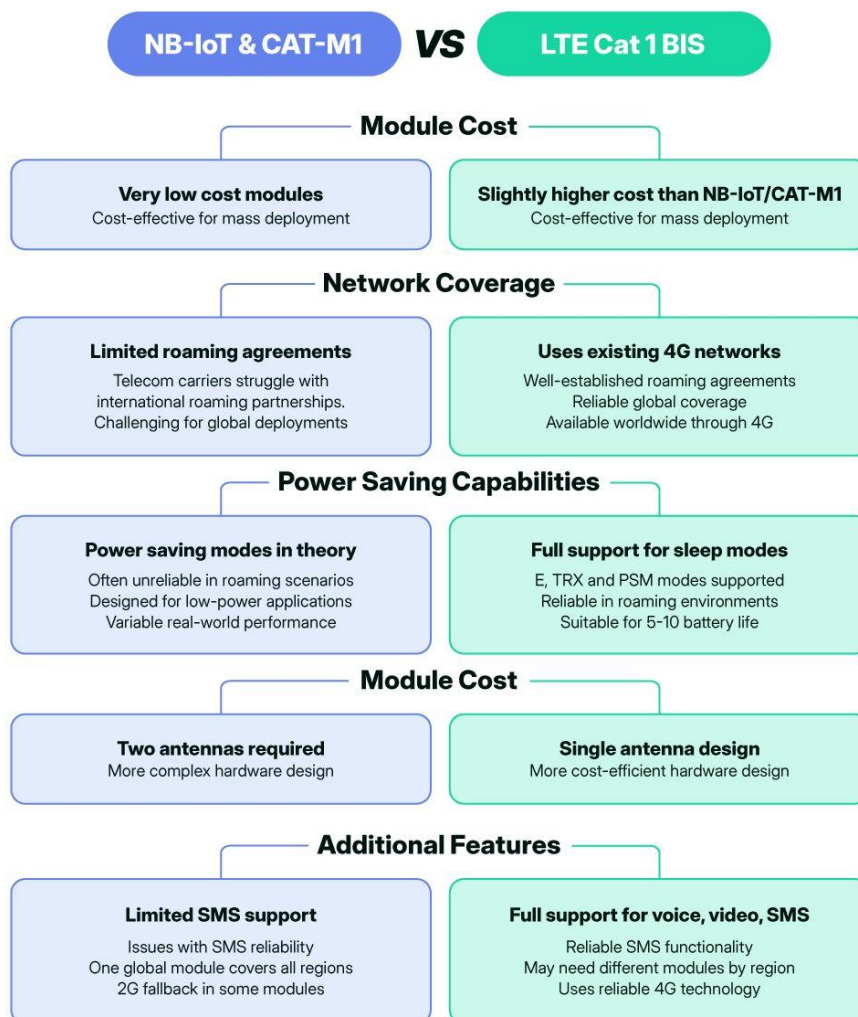 NB-IoT & CAT-M1 VS LTE Cat 1 BIS
Module Cost
Very low cost modules
Cost-effective for mass deployment
Slightly higher cost than NB-IoT/CAT-M1
Cost-effective for mass deployment
Network Coverage
Limited roaming agreements
Telecom carriers struggle with
international roaming partnerships.
Challenging for global deployments
Uses existing 4G networks
Well-established roaming agreements
Reliable global coverage
Available worldwide through 4G
Power Saving Capabilities
Power saving modes in theory
Often unreliable in roaming scenarios
Designed for low-power applications
Variable real-world performance
Full support for sleep modes
E, TRX and PSM modes supported
Reliable in roaming environments
Suitable for 5-10 battery life
Module Cost
Two antennas required
More complex hardware design
Single antenna design
More cost-efficient hardware design
Additional Features
Limited SMS support
Issues with SMS reliability
One global module covers all regions
2G fallback in some modules
Full support for voice, video, SMS
Reliable SMS functionality
May need different modules by region
Uses reliable 4G technology